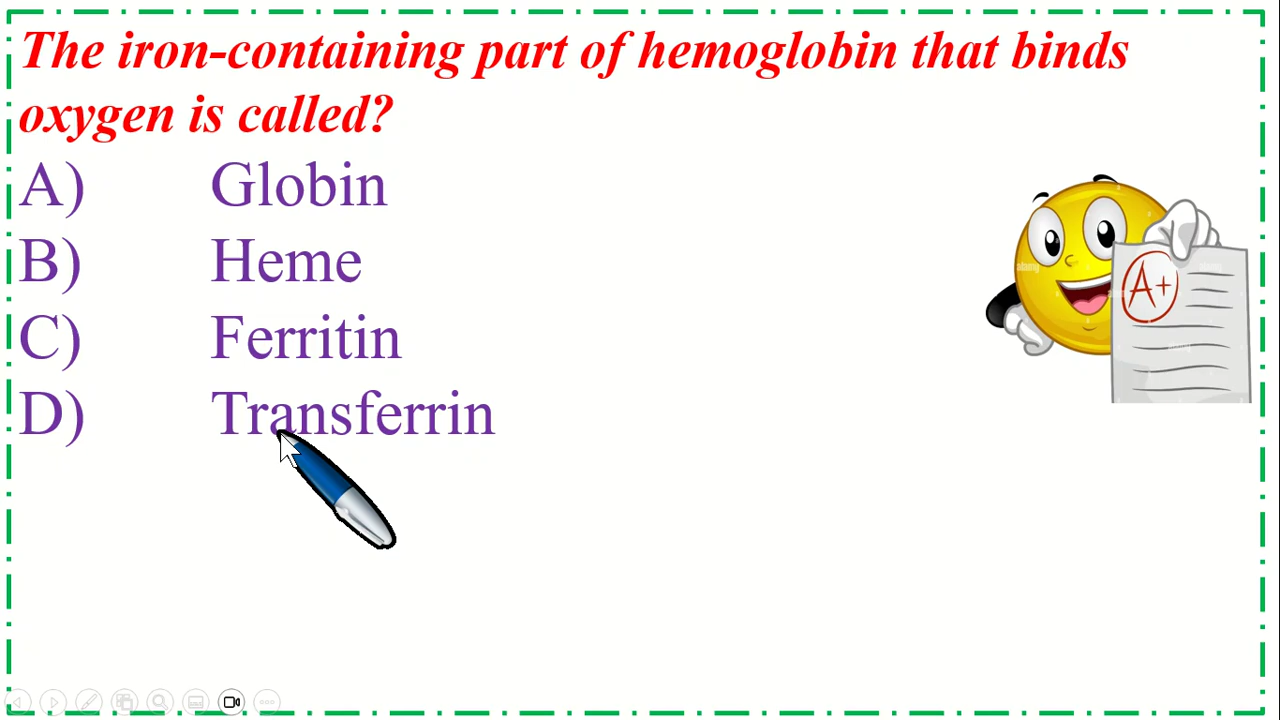 The iron-containing part of hemoglobin that binds
oxygen is called?
A) Globin
B) Heme
C) Ferritin
D) Transferrin
A+